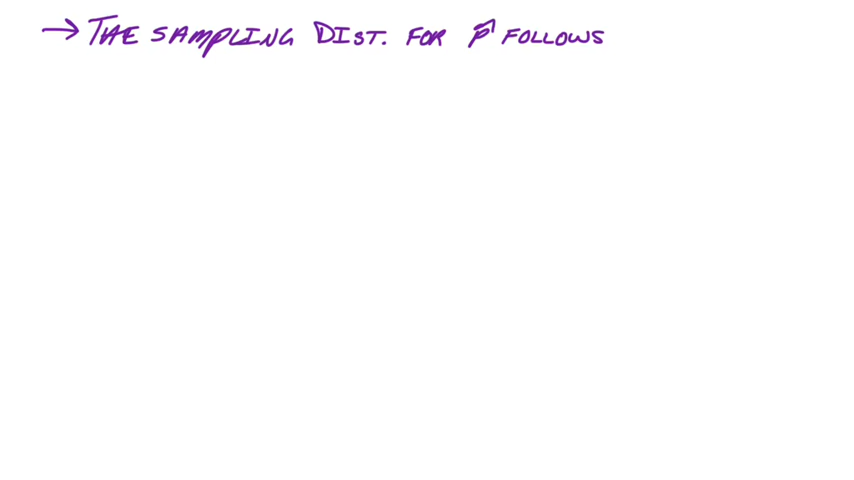 → THE SAMPLING DIST. FOR p̂ FOLLOWS